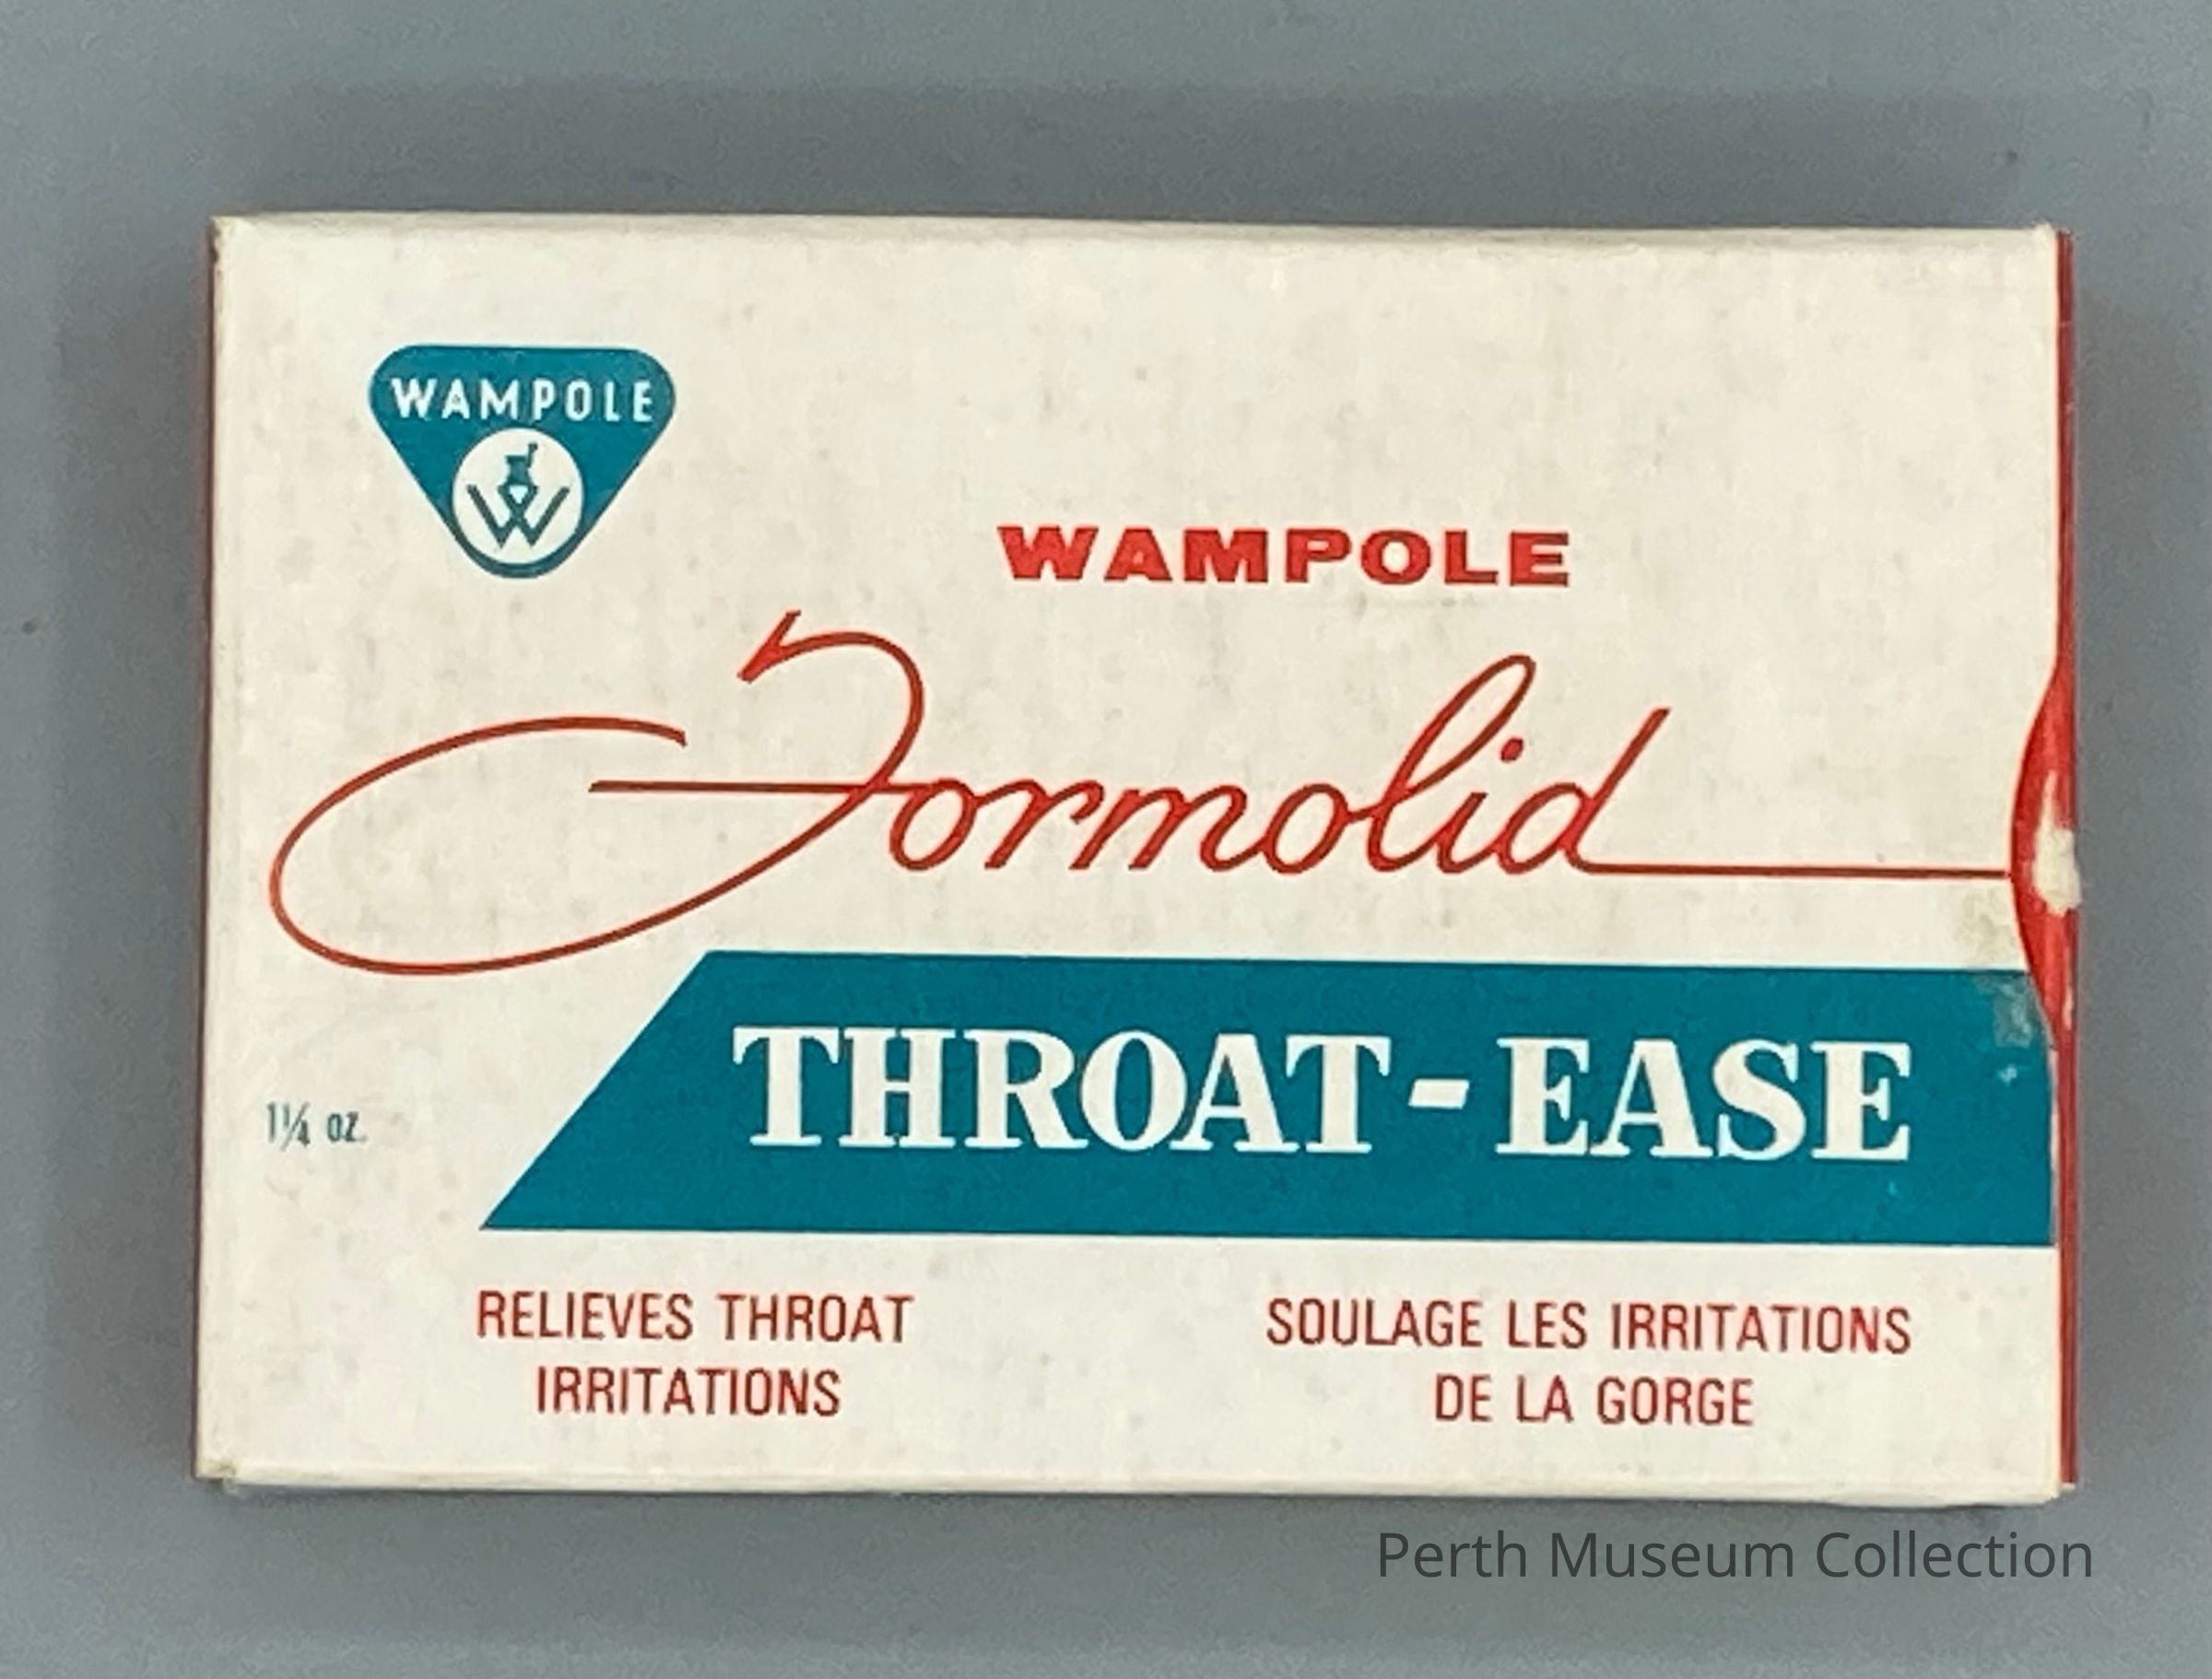 WAMPOLE
W
WAMPOLE
Formolid
THROAT-EASE
1¼ oz.
RELIEVES THROAT
IRRITATIONS
SOULAGE LES IRRITATIONS
DE LA GORGE
Perth Museum Collection